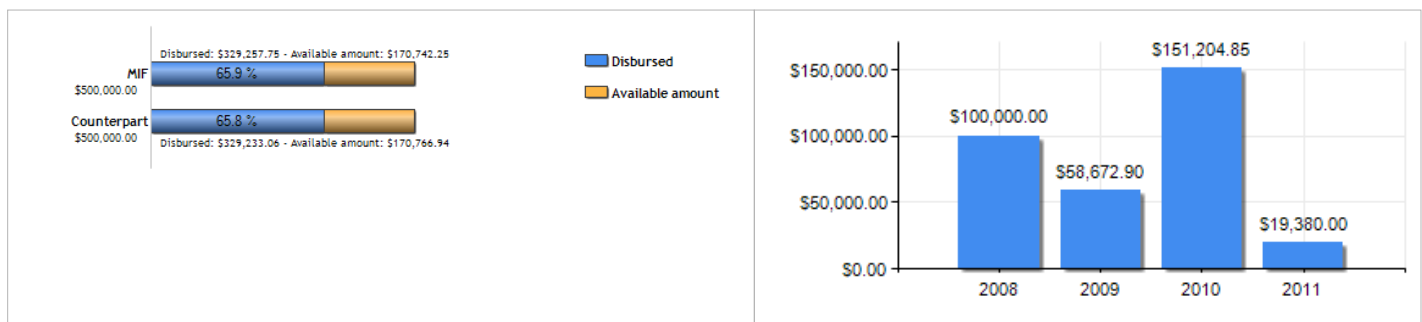 Disbursed: $329,257.75 - Available amount: $170,742.25
MIF
65.9 %
$500,000.00
Counterpart
65.8 %
$500,000.00
Disbursed: $329,233.06 - Available amount: $170,766.94
Disbursed
Available amount
$151,204.85
$150,000.00
$100,000.00
$100,000.00
$58,672.90
$50,000.00
$19,380.00
$0.00
2008 2009 2010 2011